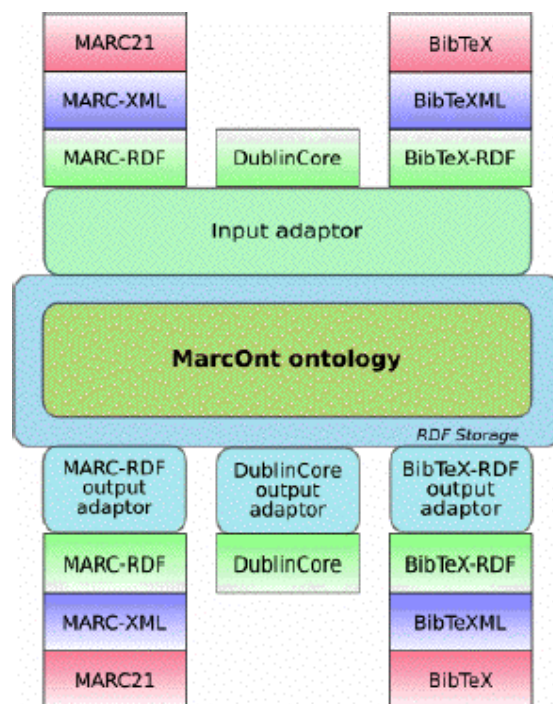 MARC21 BibTeX
MARC-XML BibTeXML
MARC-RDF DublinCore BibTeX-RDF
Input adaptor
MarcOnt ontology
RDF Storage
MARC-RDF DublinCore BibTeX-RDF
output output output
adaptor adaptor adaptor
MARC-RDF DublinCore BibTeX-RDF
MARC-XML BibTeXML
MARC21 BibTeX